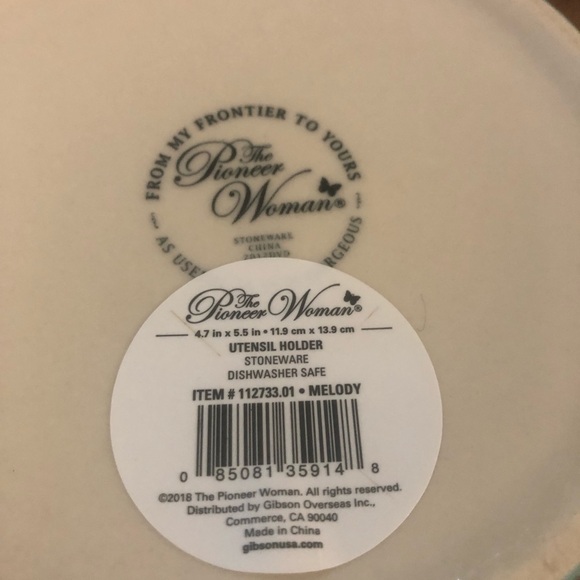 FROM MY FRONTIER TO YOURS
The
Pioneer
Woman®
STONEWARE
CHINA
AS USE
RGEOUS
The
Pioneer Woman®
4.7 in x 5.5 in • 11.9 cm x 13.9 cm
UTENSIL HOLDER
STONEWARE
DISHWASHER SAFE
ITEM # 112733.01 • MELODY
0 85081 35914 8
©2018 The Pioneer Woman. All rights reserved.
Distributed by Gibson Overseas Inc.,
Commerce, CA 90040
Made in China
gibsonusa.com